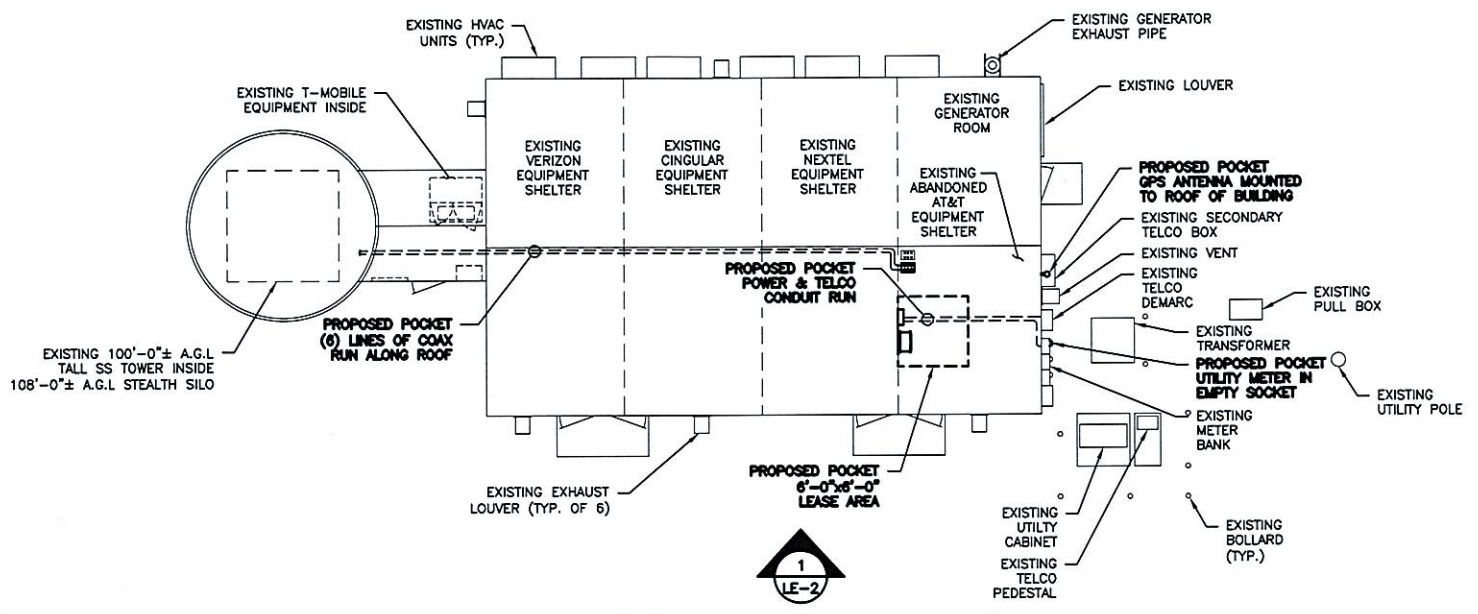 EXISTING HVAC
UNITS (TYP.)
EXISTING GENERATOR
EXHAUST PIPE
EXISTING T-MOBILE
EQUIPMENT INSIDE
EXISTING LOUVER
EXISTING
GENERATOR
ROOM
EXISTING
VERIZON
EQUIPMENT
SHELTER
EXISTING
CINGULAR
EQUIPMENT
SHELTER
EXISTING
NEXTEL
EQUIPMENT
SHELTER
EXISTING
ABANDONED
AT&T
EQUIPMENT
SHELTER
PROPOSED POCKET
GPS ANTENNA MOUNTED
TO ROOF OF BUILDING
EXISTING SECONDARY
TELCO BOX
EXISTING VENT
EXISTING
TELCO
DEMARC
EXISTING
PULL BOX
PROPOSED POCKET
POWER & TELCO
CONDUIT RUN
PROPOSED POCKET
(6) LINES OF COAX
RUN ALONG ROOF
EXISTING
TRANSFORMER
PROPOSED POCKET
UTILITY METER IN
EMPTY SOCKET
EXISTING 100'-0"± A.G.L
TALL SS TOWER INSIDE
108'-0"± A.G.L STEALTH SILO
EXISTING
UTILITY POLE
EXISTING
METER
BANK
PROPOSED POCKET
6'-0"x6'-0"
LEASE AREA
EXISTING EXHAUST
LOUVER (TYP. OF 6)
EXISTING
UTILTY
CABINET
EXISTING
TELCO
PEDESTAL
EXISTING
BOLLARD
(TYP.)
1
LE-2